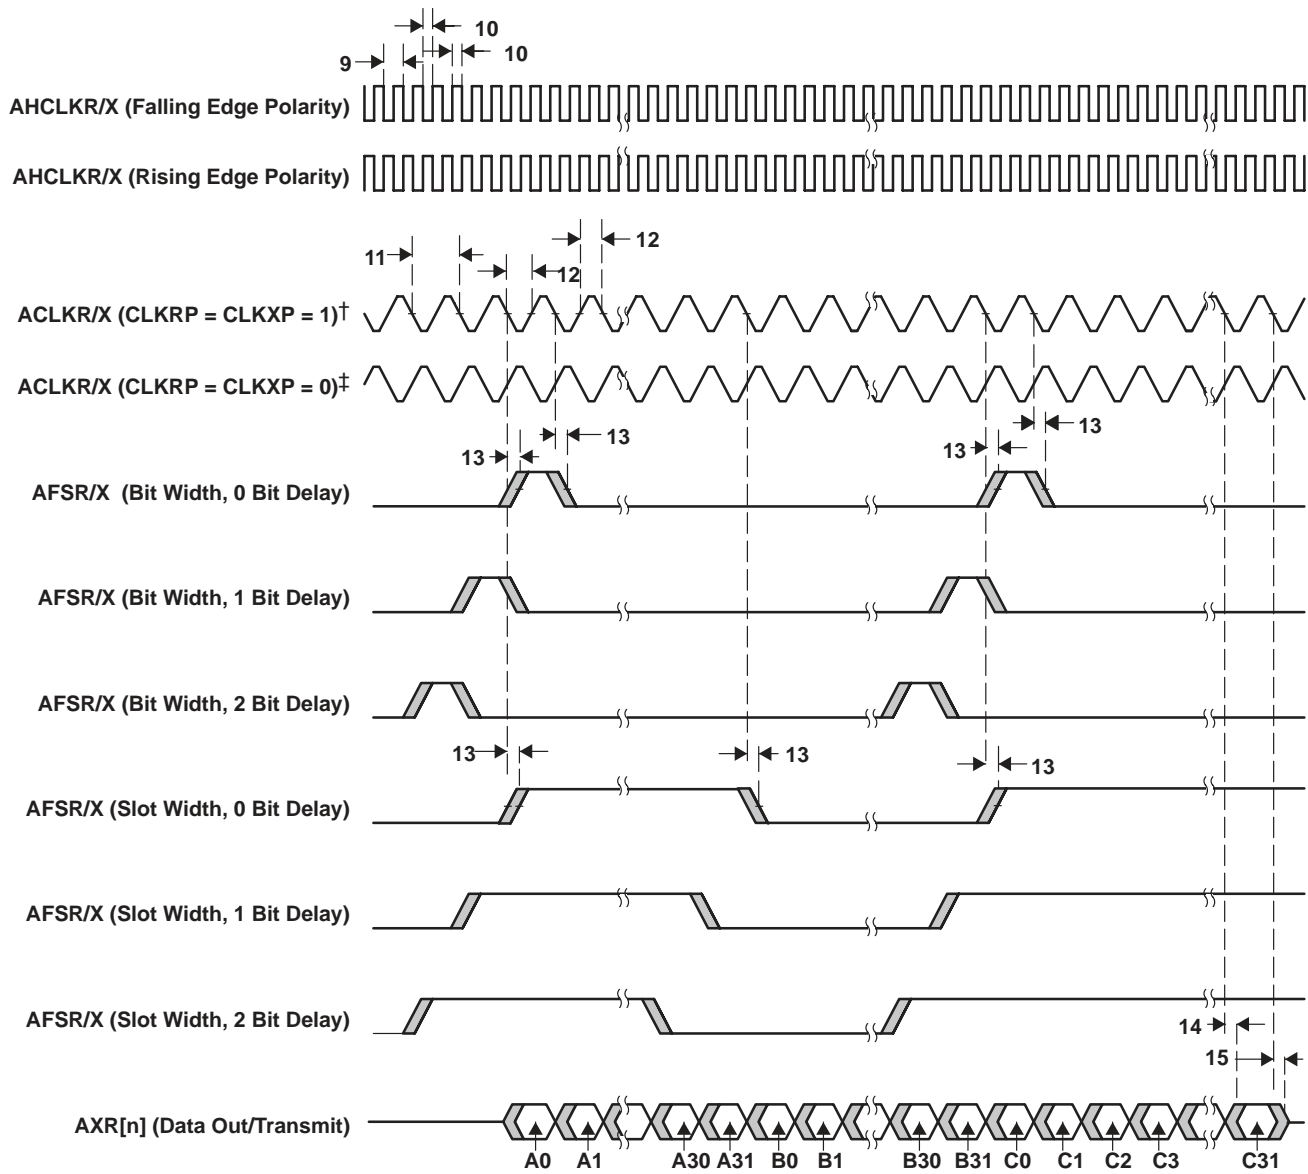 10
10
9
AHCLKR/X (Falling Edge Polarity)
AHCLKR/X (Rising Edge Polarity)
12
11
12
ACLKR/X (CLKRP = CLKXP = 1)†
ACLKR/X (CLKRP = CLKXP = 0)‡
13
13
13
13
AFSR/X (Bit Width, 0 Bit Delay)
AFSR/X (Bit Width, 1 Bit Delay)
AFSR/X (Bit Width, 2 Bit Delay)
13
13
13
AFSR/X (Slot Width, 0 Bit Delay)
AFSR/X (Slot Width, 1 Bit Delay)
AFSR/X (Slot Width, 2 Bit Delay)
14
15
AXR[n] (Data Out/Transmit)
A0 A1 A30 A31 B0 B1 B30 B31 C0 C1 C2 C3 C31